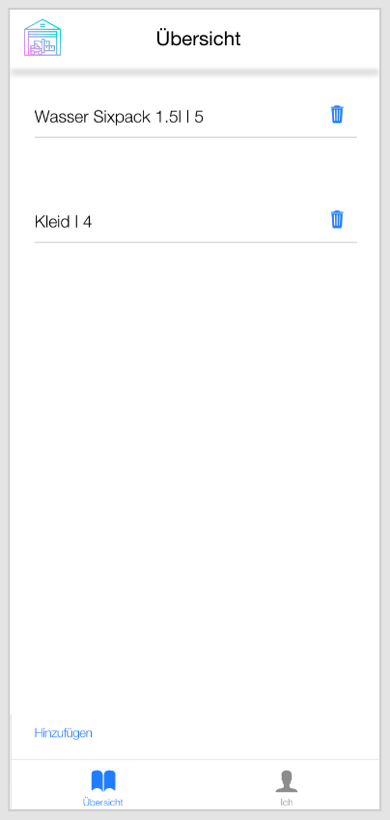 Übersicht
Wasser Sixpack 1.5l | 5
Kleid | 4
Hinzufügen
Übersicht
Ich